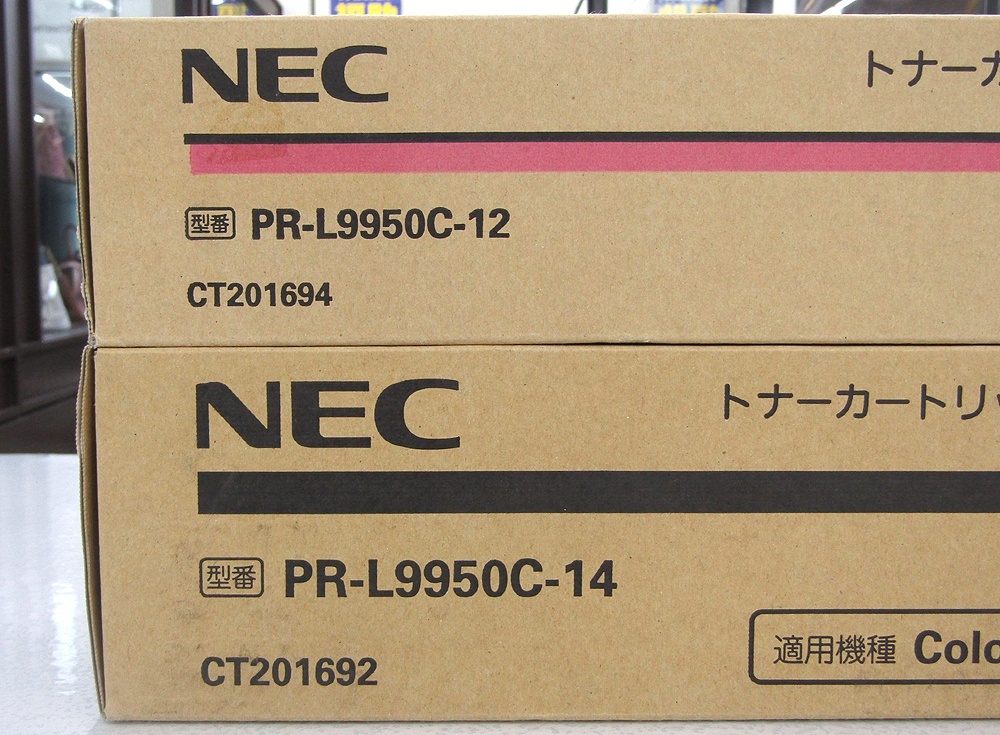 NEC
トナーカ
型番 PR-L9950C-12
CT201694
NEC
トナーカートリッ
型番 PR-L9950C-14
適用機種 Colo
CT201692